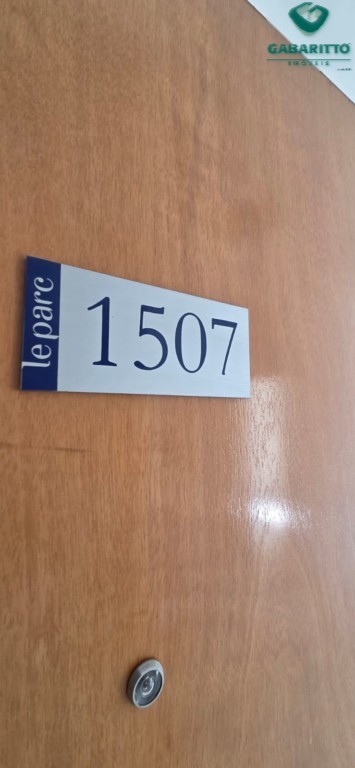 GABARITTO
IMÓVEIS
le parc
1507